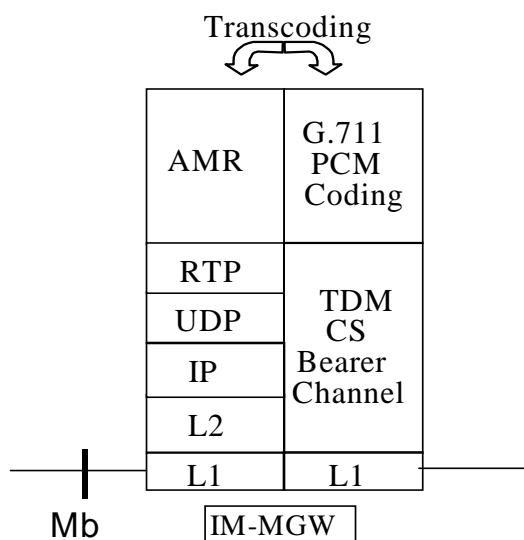 Transcoding
AMR
G.711
PCM
Coding
RTP
UDP
IP
L2
L1
TDM
CS
Bearer
Channel
L1
Mb
IM-MGW